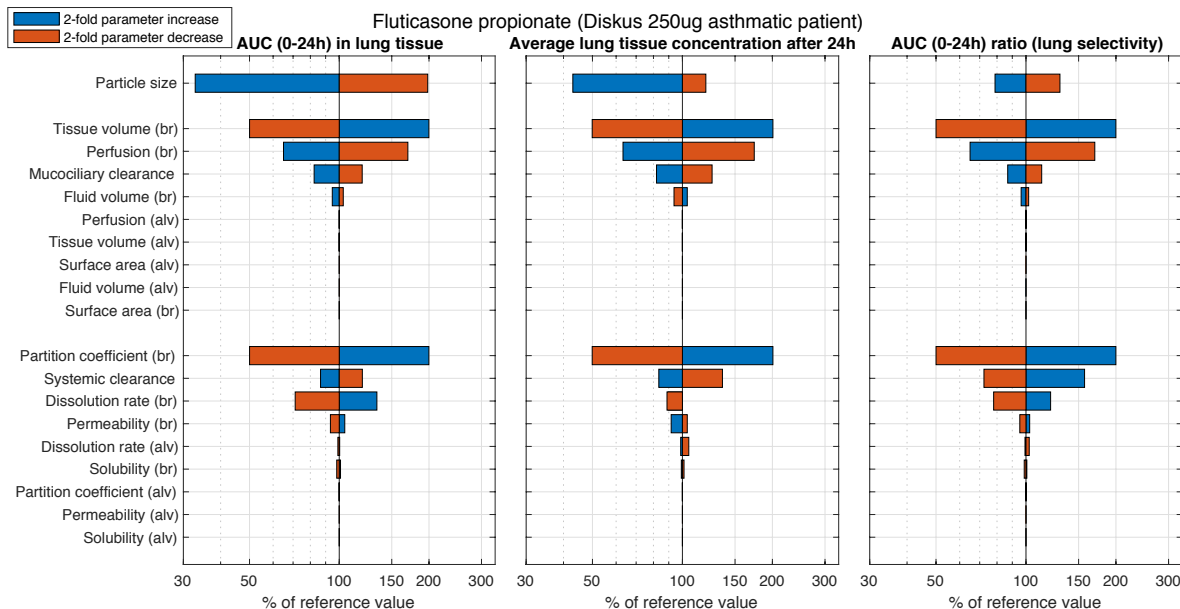 Fluticasone propionate (Diskus 250ug asthmatic patient)
2-fold parameter increase
2-fold parameter decrease
AUC (0-24h) in lung tissue
Average lung tissue concentration after 24h
AUC (0-24h) ratio (lung selectivity)
Particle size
Tissue volume (br)
Perfusion (br)
Mucociliary clearance
Fluid volume (br)
Perfusion (alv)
Tissue volume (alv)
Surface area (alv)
Fluid volume (alv)
Surface area (br)
Partition coefficient (br)
Systemic clearance
Dissolution rate (br)
Permeability (br)
Dissolution rate (alv)
Solubility (br)
Partition coefficient (alv)
Permeability (alv)
Solubility (alv)
30 50 100 150 200 300
30 50 100 150 200 300
30 50 100 150 200 300
% of reference value
% of reference value
% of reference value